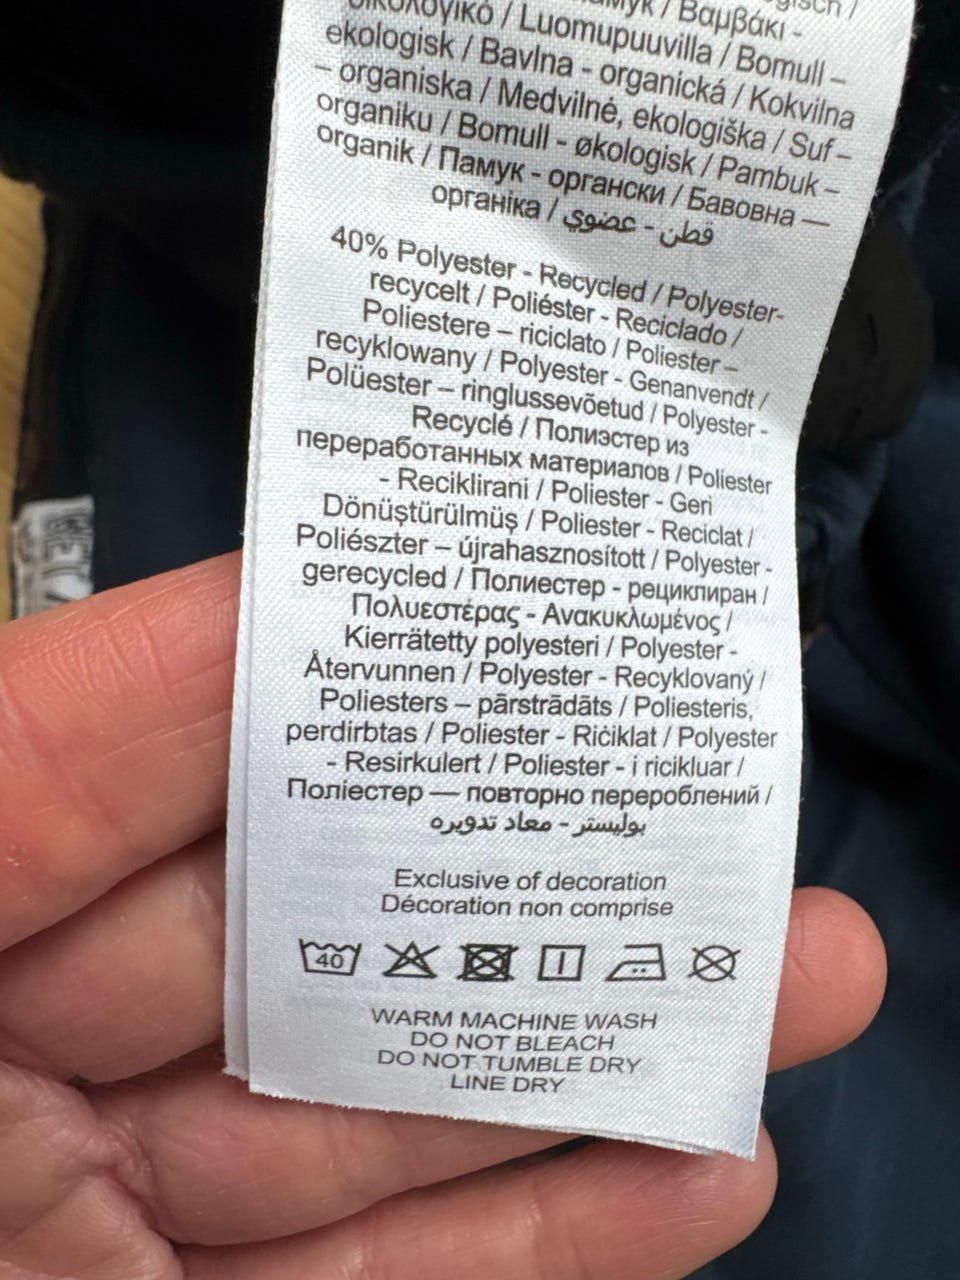 οικολογικό / Luomupuuvilla / Bomull –
ekologisk / Bavlna - organická / Kokvilna
– organiska / Medvilnė, ekologiška / Suf –
organiku / Bomull - økologisk / Pambuk –
organik / Памук - органски / Бавовна —
органіка / قطن - عضوي
40% Polyester - Recycled / Polyester-
recycelt / Poliéster - Reciclado /
Poliestere – riciclato / Poliester –
recyklowany / Polyester - Genanvendt /
Polüester – ringlussevõetud / Polyester -
Recyclé / Полиэстер из
переработанных материалов / Poliester
- Reciklirani / Poliester - Geri
Dönüştürülmüş / Poliester - Reciclat /
Poliészter – újrahasznosított / Polyester -
gerecycled / Полиестер - рециклиран /
Πολυεστέρας - Ανακυκλωμένος /
Kierrätetty polyesteri / Polyester -
Återvunnen / Polyester - Recyklovaný /
Poliesters – pārstrādāts / Poliesteris,
perdirbtas / Poliester - Riċiklat / Polyester
- Resirkulert / Poliester - i ricikluar /
Поліестер — повторно перероблений /
بوليستر - معاد تدويره
Exclusive of decoration
Décoration non comprise
40
WARM MACHINE WASH
DO NOT BLEACH
DO NOT TUMBLE DRY
LINE DRY